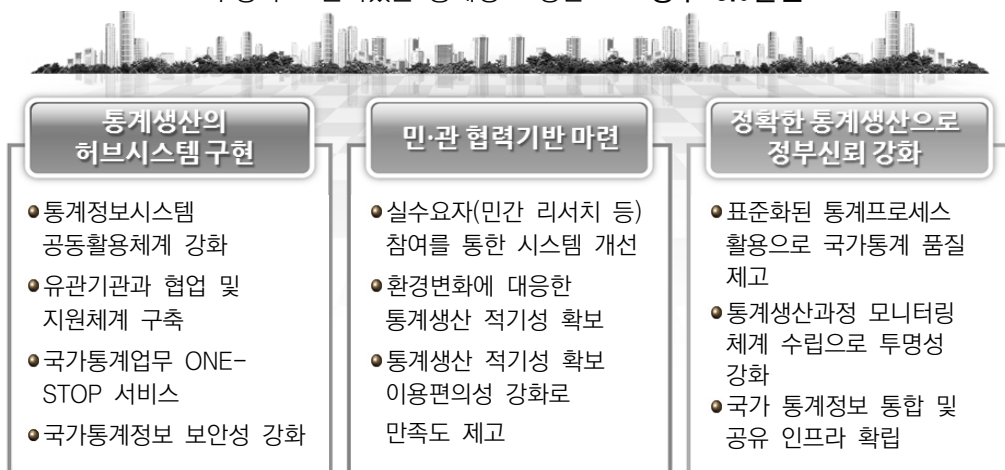 통계생산의
허브시스템 구현
통계정보시스템
공동활용체계 강화
유관기관과 협업 및
지원체계 구축
국가통계업무 ONE-
STOP 서비스
국가통계정보 보안성 강화
민·관 협력기반 마련
실수요자(민간 리서치 등)
참여를 통한 시스템 개선
환경변화에 대응한
통계생산 적기성 확보
통계생산 적기성 확보
이용편의성 강화로
만족도 제고
정확한 통계생산으로
정부신뢰 강화
표준화된 통계프로세스
활용으로 국가통계 품질
제고
통계생산과정 모니터링
체계 수립으로 투명성
강화
국가 통계정보 통합 및
공유 인프라 확립